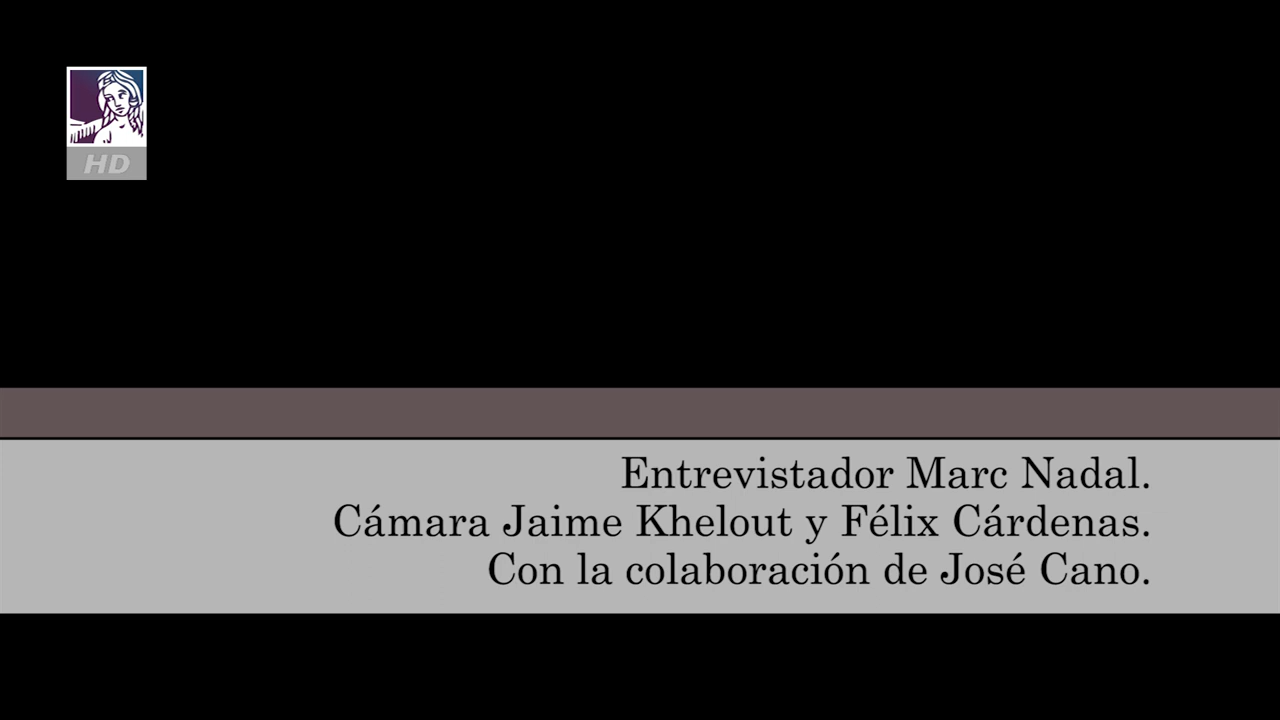 HD
Entrevistador Marc Nadal.
Cámara Jaime Khelout y Félix Cárdenas.
Con la colaboración de José Cano.